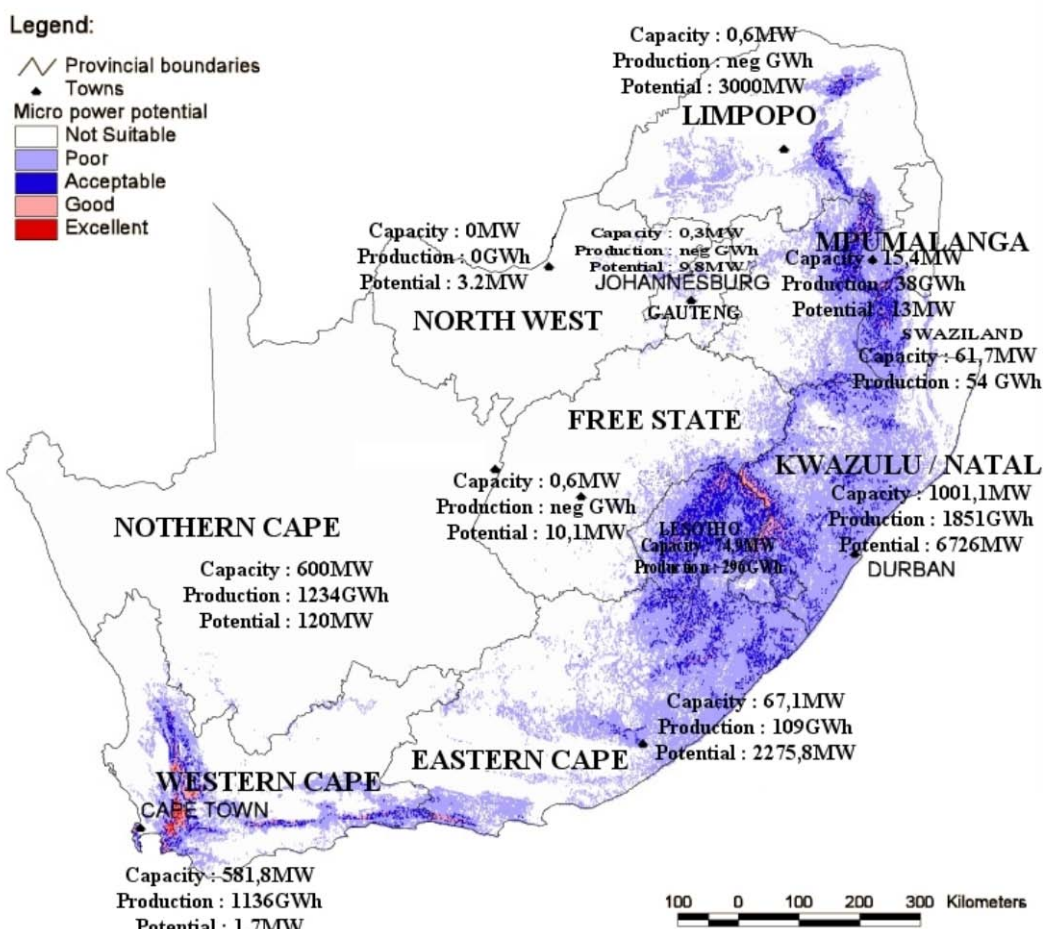 Legend:
Provincial boundaries
Towns
Micro power potential
Not Suitable
Poor
Acceptable
Good
Excellent
Capacity : 0,6MW
Production : neg GWh
Potential : 3000MW
LIMPOPO
Capacity : 0MW
Production : 0GWh
Potential : 3.2MW
NORTH WEST
Capacity : 0,3MW
Production : neg GWh
Potential : 9,8MW
JOHANNESBURG
GAUTENG
MPUMALANGA
Capacity : 15,4MW
Production : 38GWh
Potential : 13MW
SWAZILAND
Capacity : 61,7MW
Production : 54 GWh
FREE STATE
Capacity : 0,6MW
Production : neg GWh
Potential : 10,1MW
KWAZULU / NATAL
Capacity : 1001,1MW
Production : 1851GWh
Potential : 6726MW
DURBAN
LESOTHO
Capacity : 74,9MW
Production : 296GWh
NOTHERN CAPE
Capacity : 600MW
Production : 1234GWh
Potential : 120MW
Capacity : 67,1MW
Production : 109GWh
Potential : 2275,8MW
EASTERN CAPE
WESTERN CAPE
CAPE TOWN
Capacity : 581,8MW
Production : 1136GWh
Potential : 1.7MW
100 0 100 200 300 Kilometers